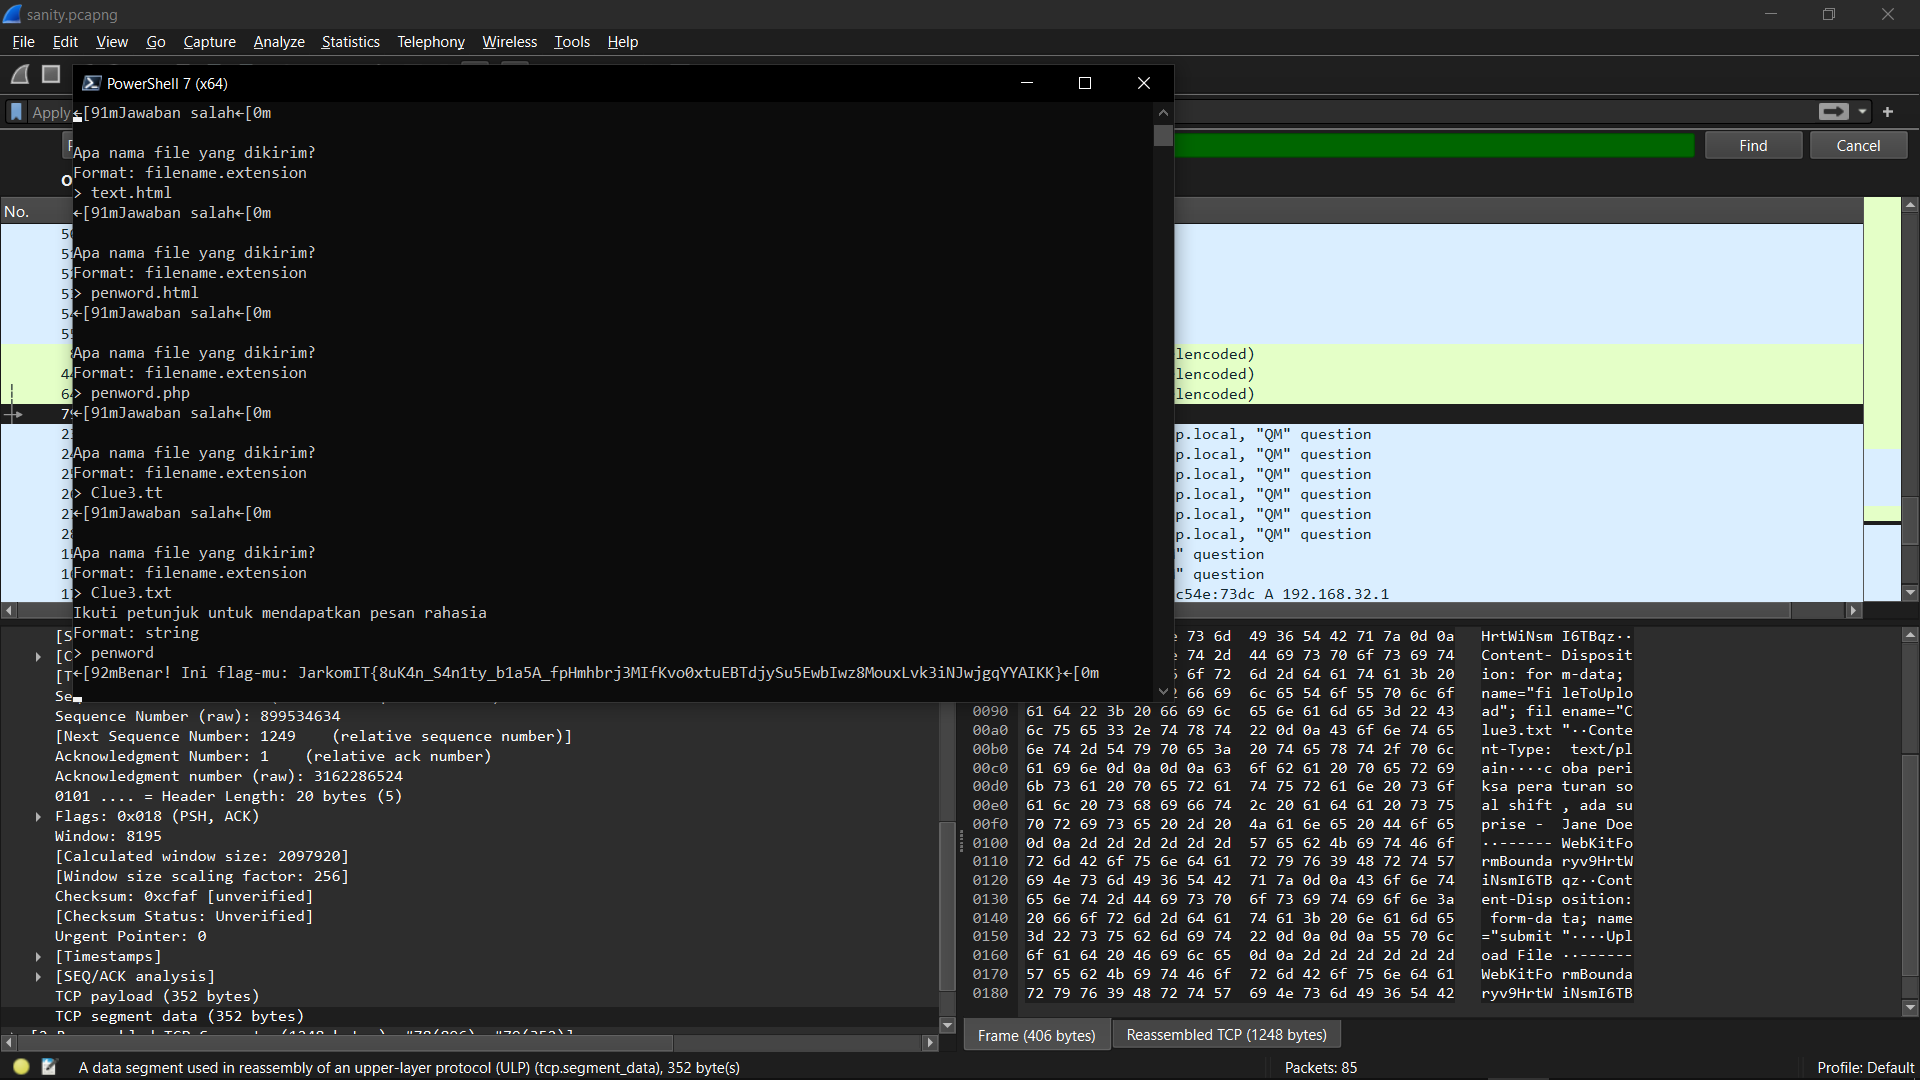 sanity.pcapng
File Edit View Go Capture Analyze Statistics Telephony Wireless Tools Help
PowerShell 7 (x64)
Apply
←[91mJawaban salah←[0m
Apa nama file yang dikirim?
Format: filename.extension
> text.html
←[91mJawaban salah←[0m
Apa nama file yang dikirim?
Format: filename.extension
> penword.html
←[91mJawaban salah←[0m
Apa nama file yang dikirim?
Format: filename.extension
> penword.php
←[91mJawaban salah←[0m
Apa nama file yang dikirim?
Format: filename.extension
> Clue3.tt
←[91mJawaban salah←[0m
Apa nama file yang dikirim?
Format: filename.extension
> Clue3.txt
Ikuti petunjuk untuk mendapatkan pesan rahasia
Format: string
> penword
←[92mBenar! Ini flag-mu: JarkomIT{8uK4n_S4n1ty_b1a5A_fpHmhbrj3MIfKvo0xtuEBTdjySu5EwbIwz8MouxLvk3iNJwjgqYYAIKK}←[0m
Find Cancel
No.
lencoded)
lencoded)
lencoded)
p.local, "QM" question
p.local, "QM" question
p.local, "QM" question
p.local, "QM" question
p.local, "QM" question
p.local, "QM" question
" question
" question
c54e:73dc A 192.168.32.1
Sequence Number (raw): 899534634
[Next Sequence Number: 1249    (relative sequence number)]
Acknowledgment Number: 1    (relative ack number)
Acknowledgment number (raw): 3162286524
0101 .... = Header Length: 20 bytes (5)
Flags: 0x018 (PSH, ACK)
Window: 8195
[Calculated window size: 2097920]
[Window size scaling factor: 256]
Checksum: 0xcfaf [unverified]
[Checksum Status: Unverified]
Urgent Pointer: 0
[Timestamps]
[SEQ/ACK analysis]
TCP payload (352 bytes)
TCP segment data (352 bytes)
73 6d 49 36 54 42 71 7a 0d 0a HrtWiNsm I6TBqz··
74 2d 44 69 73 70 6f 73 69 74 Content- Disposit
6f 72 6d 2d 64 61 74 61 3b 20 ion: for m-data;
66 69 6c 65 54 6f 55 70 6c 6f name="fi leToUplo
0090 61 64 22 3b 20 66 69 6c 65 6e 61 6d 65 3d 22 43 ad"; fil ename="C
00a0 6c 75 65 33 2e 74 78 74 22 0d 0a 43 6f 6e 74 65 lue3.txt "··Conte
00b0 6e 74 2d 54 79 70 65 3a 20 74 65 78 74 2f 70 6c nt-Type: text/pl
00c0 61 69 6e 0d 0a 0d 0a 63 6f 62 61 20 70 65 72 69 ain····c oba peri
00d0 6b 73 61 20 70 65 72 61 74 75 72 61 6e 20 73 6f ksa pera turan so
00e0 61 6c 20 73 68 69 66 74 2c 20 61 64 61 20 73 75 al shift , ada su
00f0 70 72 69 73 65 20 2d 20 4a 61 6e 65 20 44 6f 65 prise -  Jane Doe
0100 0d 0a 2d 2d 2d 2d 2d 2d 57 65 62 4b 69 74 46 6f ··------ WebKitFo
0110 72 6d 42 6f 75 6e 64 61 72 79 76 39 48 72 74 57 rmBounda ryv9HrtW
0120 69 4e 73 6d 49 36 54 42 71 7a 0d 0a 43 6f 6e 74 iNsmI6TB qz··Cont
0130 65 6e 74 2d 44 69 73 70 6f 73 69 74 69 6f 6e 3a ent-Disp osition:
0140 20 66 6f 72 6d 2d 64 61 74 61 3b 20 6e 61 6d 65  form-da ta; name
0150 3d 22 73 75 62 6d 69 74 22 0d 0a 0d 0a 55 70 6c ="submit "····Upl
0160 6f 61 64 20 46 69 6c 65 0d 0a 2d 2d 2d 2d 2d 2d oad File ··------
0170 57 65 62 4b 69 74 46 6f 72 6d 42 6f 75 6e 64 61 WebKitFo rmBounda
0180 72 79 76 39 48 72 74 57 69 4e 73 6d 49 36 54 42 ryv9HrtW iNsmI6TB
Frame (406 bytes) Reassembled TCP (1248 bytes)
A data segment used in reassembly of an upper-layer protocol (ULP) (tcp.segment_data), 352 byte(s)
Packets: 85
Profile: Default